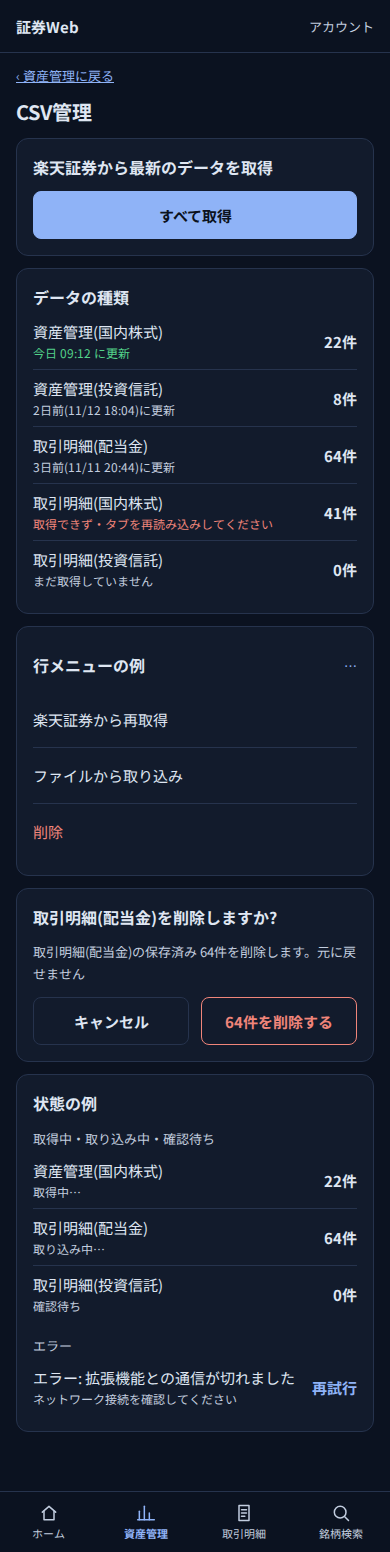 証券Web
アカウント
‹ 資産管理に戻る
CSV管理
楽天証券から最新のデータを取得
すべて取得
データの種類
資産管理(国内株式)
今日 09:12 に更新
22件
資産管理(投資信託)
2日前(11/12 18:04)に更新
8件
取引明細(配当金)
3日前(11/11 20:44)に更新
64件
取引明細(国内株式)
取得できず・タブを再読み込みしてください
41件
取引明細(投資信託)
まだ取得していません
0件
行メニューの例
…
楽天証券から再取得
ファイルから取り込み
削除
取引明細(配当金)を削除しますか?
取引明細(配当金)の保存済み 64件を削除します。元に戻
せません
キャンセル
64件を削除する
状態の例
取得中・取り込み中・確認待ち
資産管理(国内株式)
取得中…
22件
取引明細(配当金)
取り込み中…
64件
取引明細(投資信託)
確認待ち
0件
エラー
エラー: 拡張機能との通信が切れました
ネットワーク接続を確認してください
再試行
ホーム
資産管理
取引明細
銘柄検索